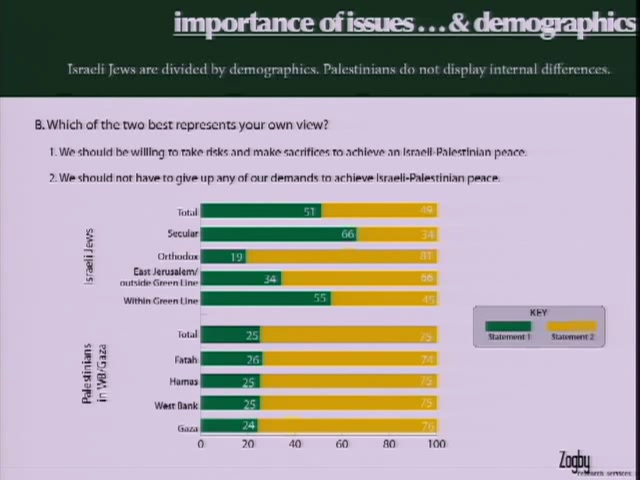 importance of issues...& demographics
Israeli Jews are divided by demographics. Palestinians do not display internal differences.
B. Which of the two best represents your own view?
1. We should be willing to take risks and make sacrifices to achieve an Israeli-Palestinian peace.
2. We should not have to give up any of our demands to achieve Israeli-Palestinian peace.
Israeli Jews
Total 51 49
Secular 66 34
Orthodox 19 81
East Jerusalem/
outside Green Line 34 66
Within Green Line 55 45
Palestinians
in WB/Gaza
Total 25 75
Fatah 26 74
Hamas 25 75
West Bank 25 75
Gaza 24 76
0 20 40 60 80 100
KEY
Statement 1 Statement 2
Zogby
research services